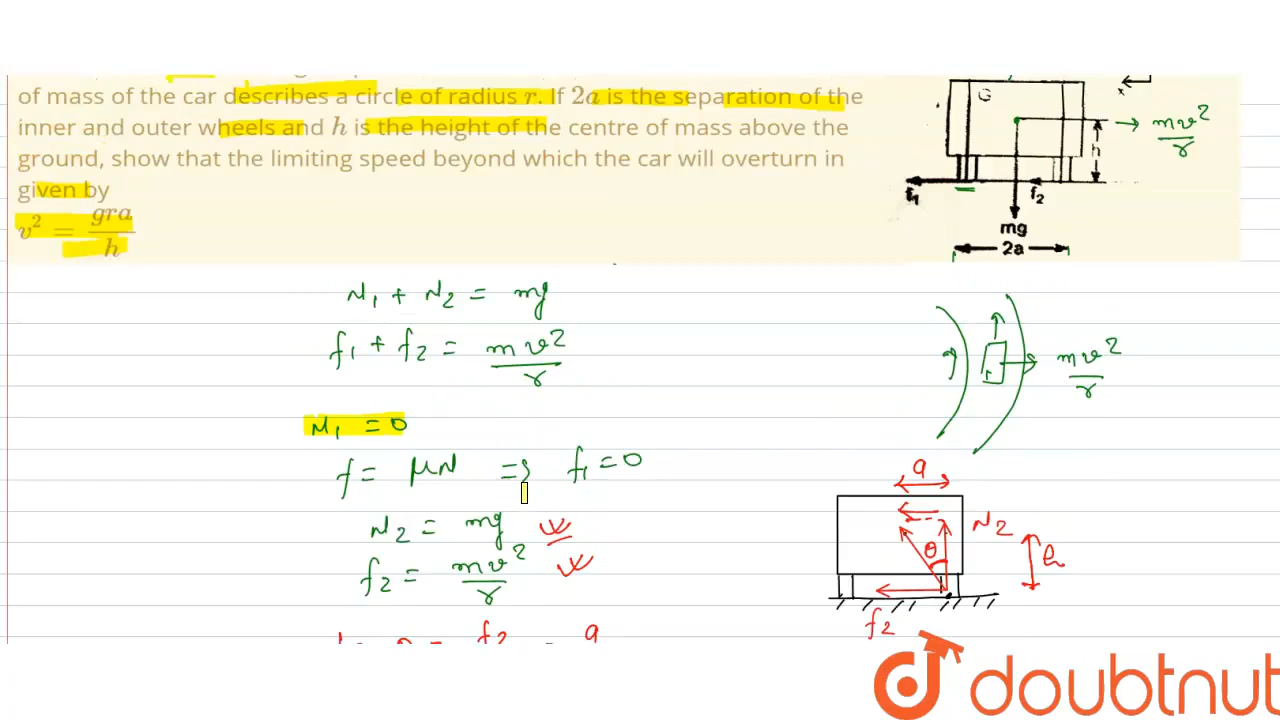 of mass of the car describes a circle of radius r. If 2a is the separation of the
inner and outer wheels and h is the height of the centre of mass above the
ground, show that the limiting speed beyond which the car will overturn in
given by
v² = gra/h
G
h
mv²/r
f₁
f₂
mg
2a
N₁ + N₂ = mg
f₁ + f₂ = mv²/r
N₁ = 0
f = μN ⇒ f₁ = 0
N₂ = mg
f₂ = mv²/r
mv²/r
a
N₂
θ
h
f₂
doubtnut